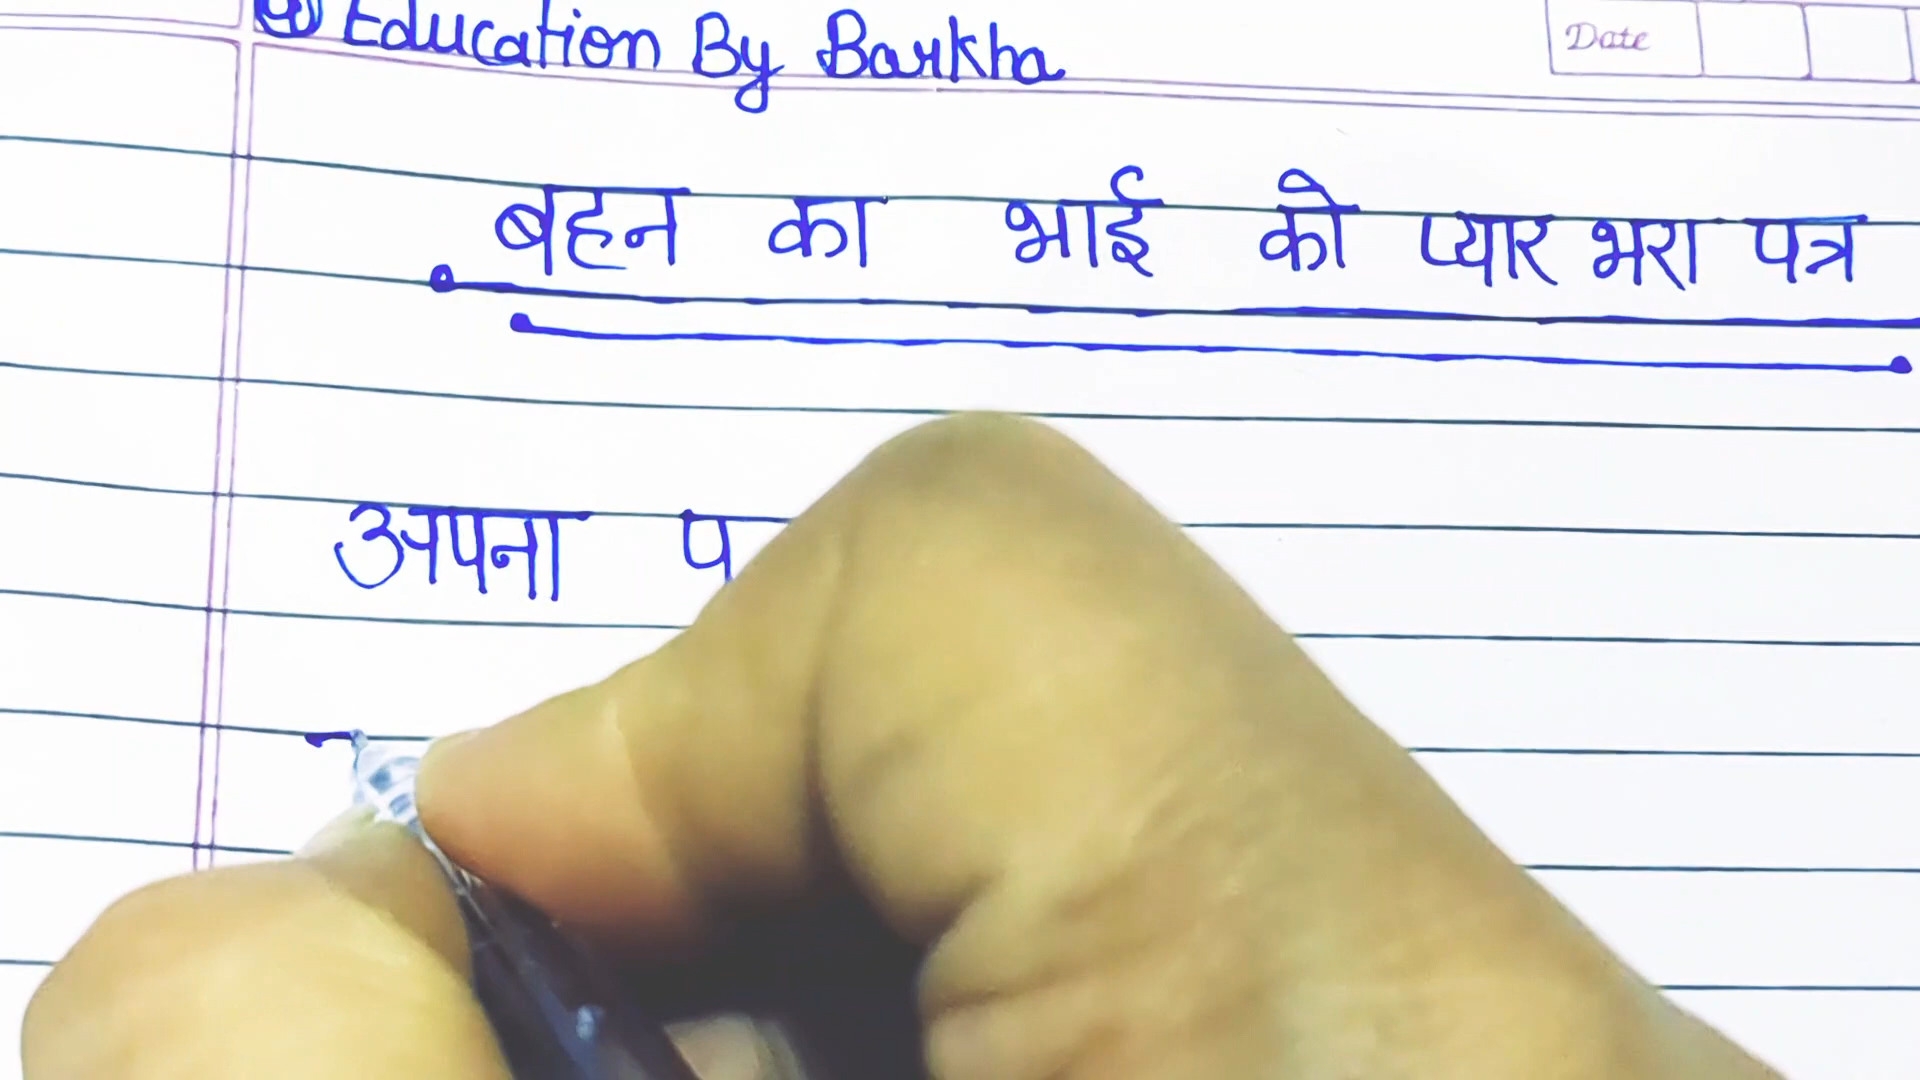 Education By Barkha
Date
बहन का भाई को प्यार भरा पत्र
अपना